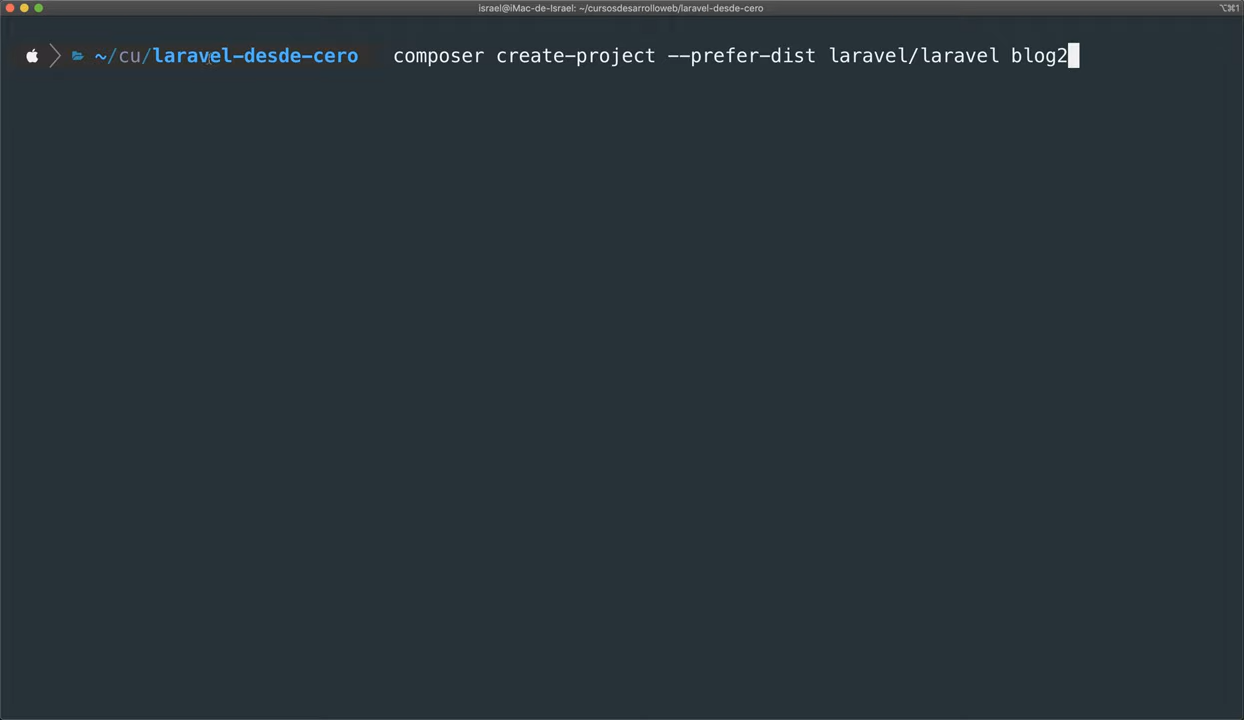 israel@iMac-de-Israel: ~/cursosdesarrolloweb/laravel-desde-cero
⌥⌘1
~/cu/laravel-desde-cero composer create-project --prefer-dist laravel/laravel blog2